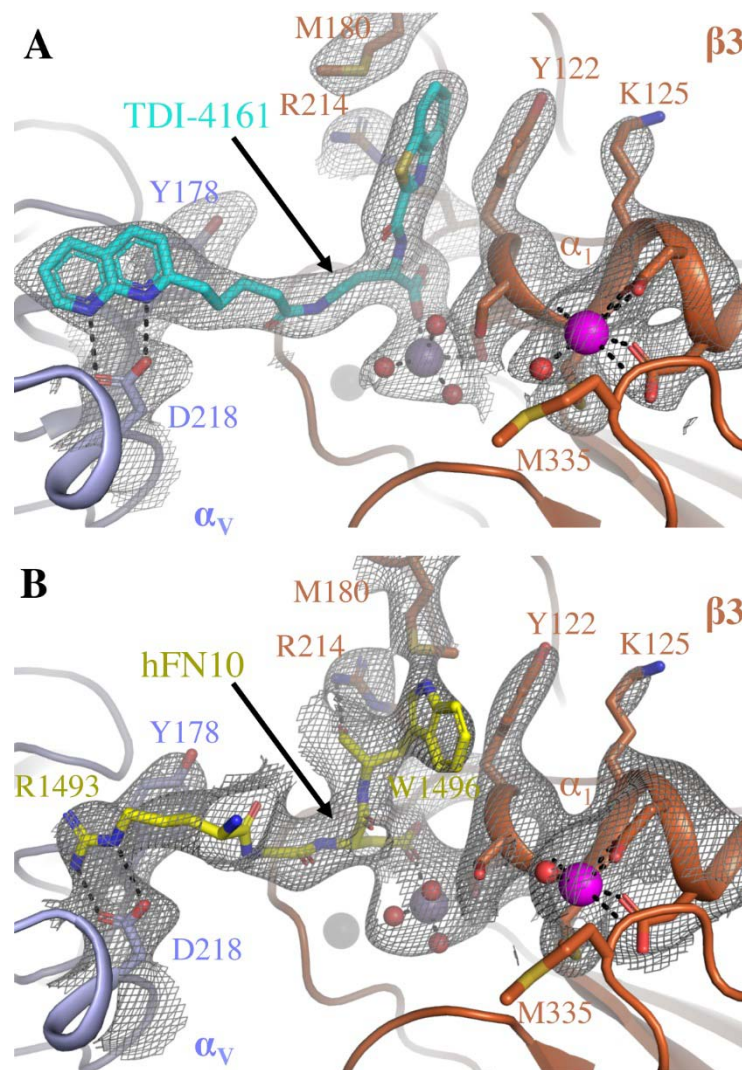 A
M180
β3
R214
Y122
K125
TDI-4161
Y178
α1
D218
M335
αV
B
M180
β3
R214
Y122
K125
hFN10
Y178
R1493
W1496
α1
D218
M335
αV